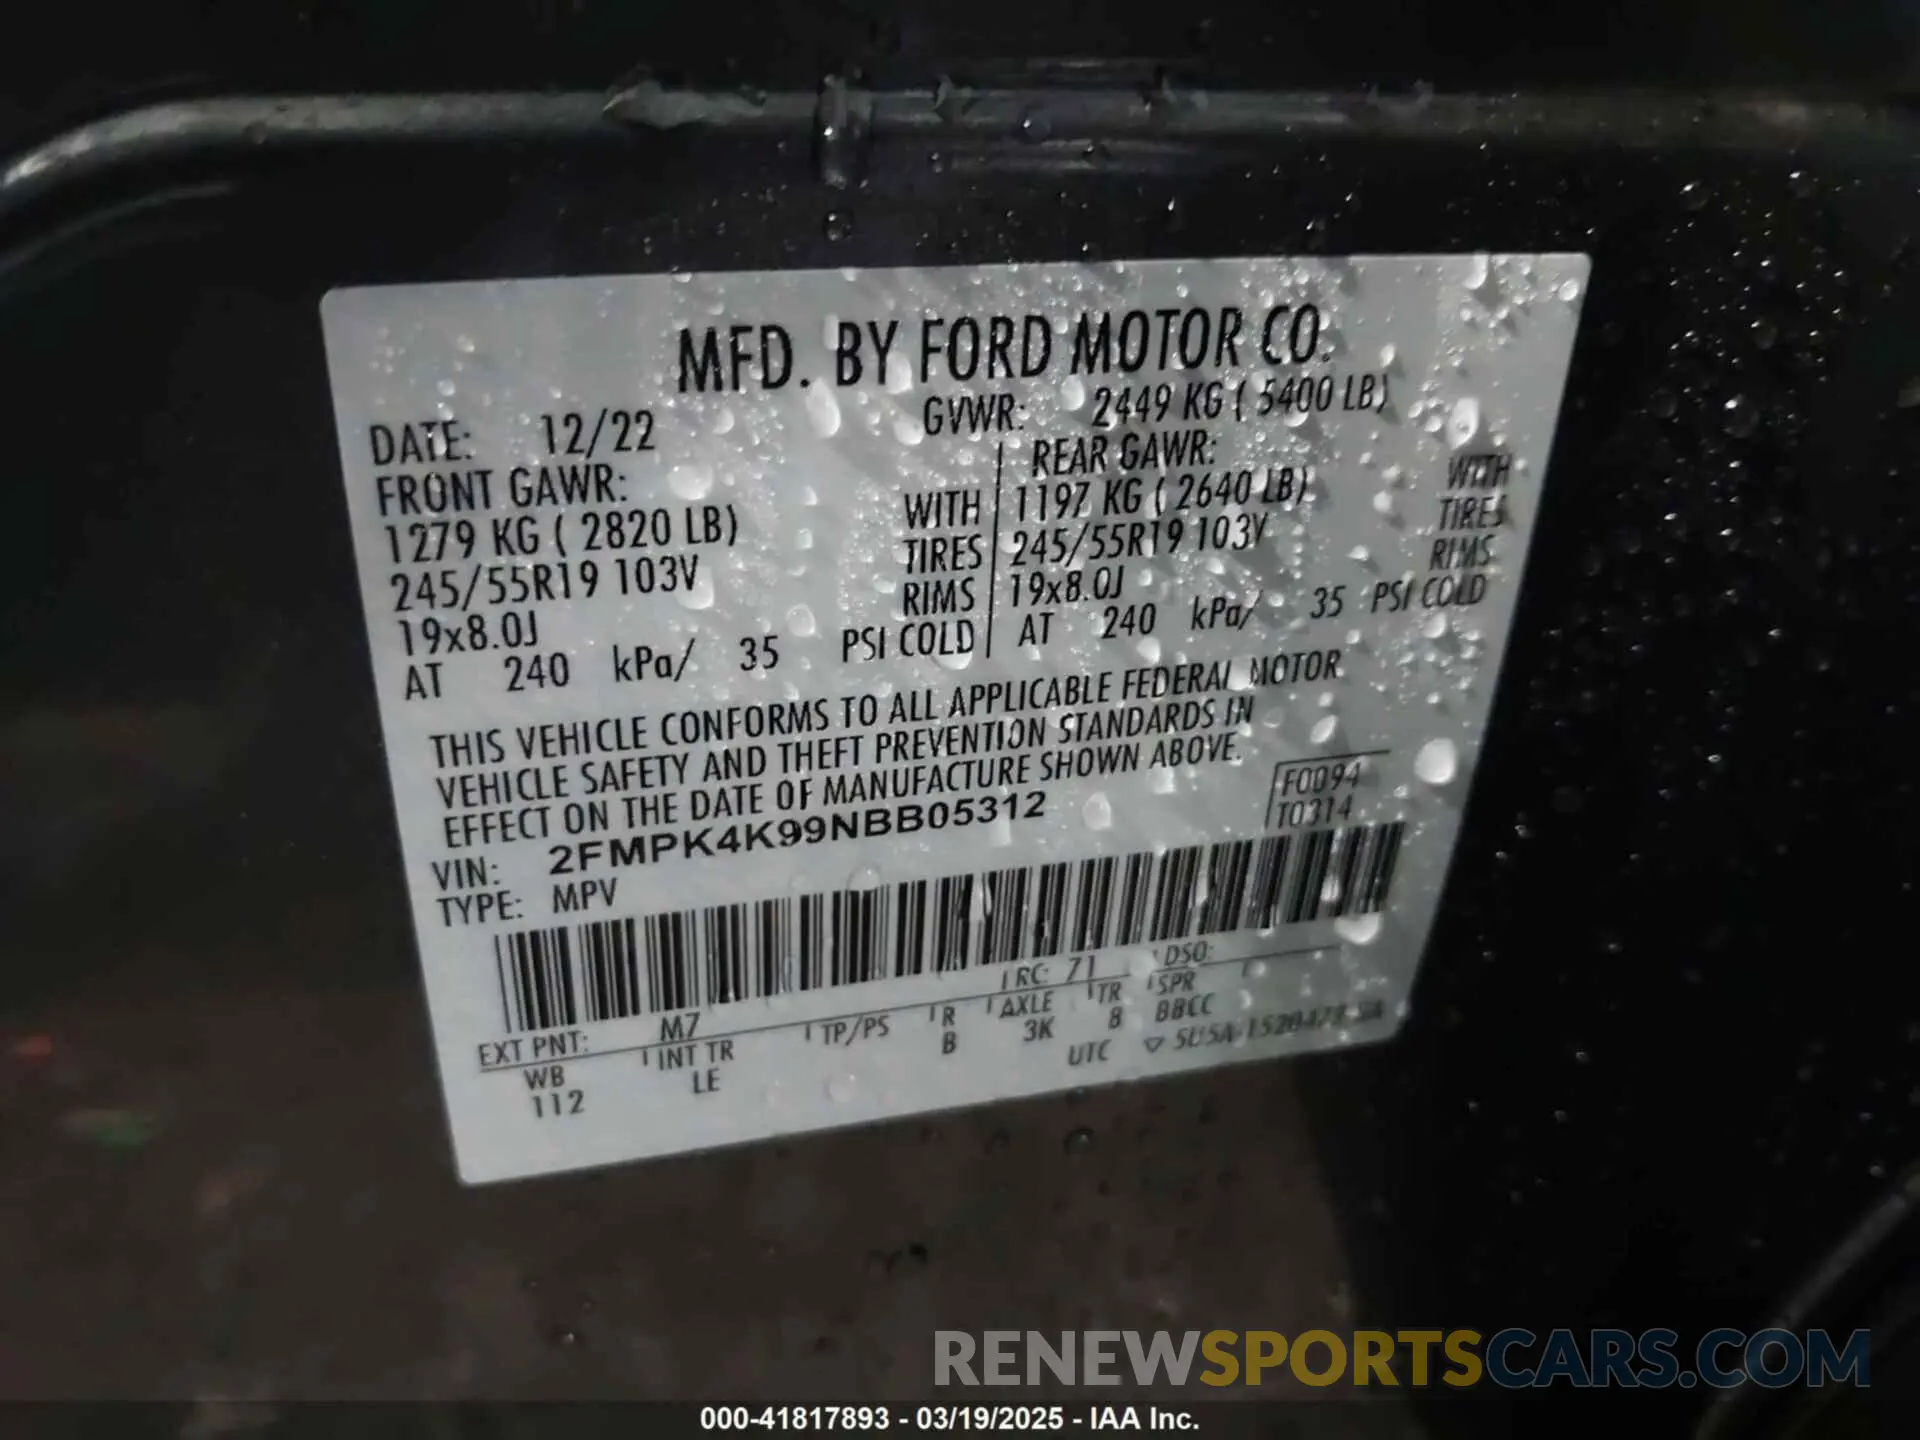 MFD. BY FORD MOTOR CO.
DATE: 12/22 GVWR: 2449 KG ( 5400 LB)
FRONT GAWR: REAR GAWR:
1279 KG ( 2820 LB) WITH 1197 KG ( 2640 LB) WITH
245/55R19 103V TIRES 245/55R19 103V TIRES
19x8.0J RIMS 19x8.0J RIMS
AT 240 kPa/ 35 PSI COLD AT 240 kPa/ 35 PSI COLD
THIS VEHICLE CONFORMS TO ALL APPLICABLE FEDERAL MOTOR
VEHICLE SAFETY AND THEFT PREVENTION STANDARDS IN
EFFECT ON THE DATE OF MANUFACTURE SHOWN ABOVE.
VIN: 2FMPK4K99NBB05312 F0094
TYPE: MPV T0314
EXT PNT: M7 RC: 71 DSO:
WB INT TR TP/PS R AXLE TR SPR
112 LE B 3K 8 BBCC
UTC
RENEWSPORTSCARS.COM
000-41817893 - 03/19/2025 - IAA Inc.